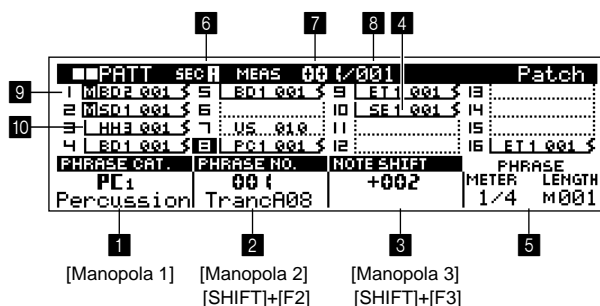 6 7 8 4
PATT SEC A MEAS 001/001 Patch
9 1 M BD2 001 5 BD1 001 9 ET1 001 13
2 M SD1 001 6 10 SE1 001 14
10 3 HH3 001 7 US 010 11 15
4 BD1 001 8 PC1 001 12 16 ET1 001
PHRASE CAT. PHRASE NO. NOTE SHIFT PHRASE
PC1 001 +002 METER LENGTH
Percussion TrancA08 1/4 M001
1 2 3 5
[Manopola 1] [Manopola 2] [Manopola 3]
[SHIFT]+[F2] [SHIFT]+[F3]